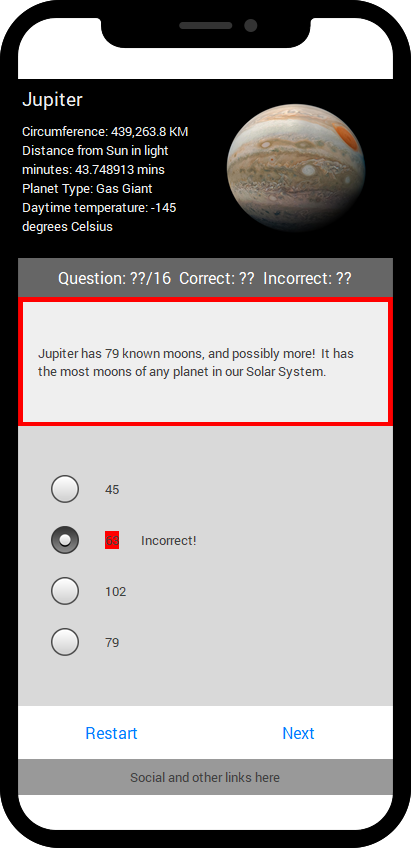 Jupiter
Circumference: 439,263.8 KM
Distance from Sun in light
minutes: 43.748913 mins
Planet Type: Gas Giant
Daytime temperature: -145
degrees Celsius
Question: ??/16 Correct: ?? Incorrect: ??
Jupiter has 79 known moons, and possibly more! It has
the most moons of any planet in our Solar System.
45
Incorrect!
102
79
Restart Next
Social and other links here